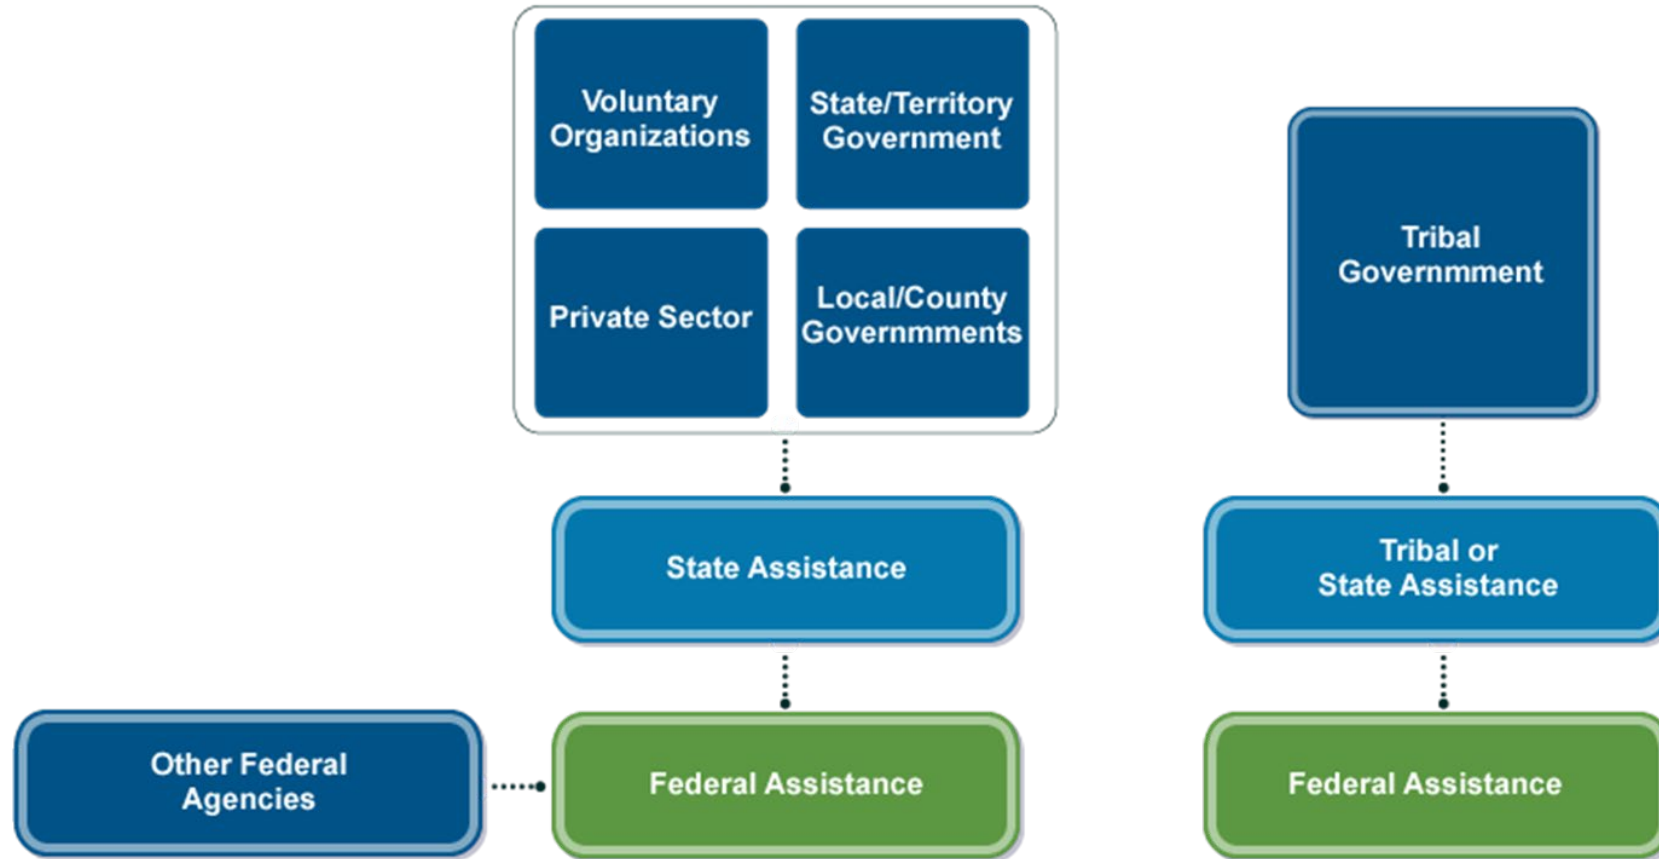 Voluntary
Organizations
State/Territory
Government
Private Sector
Local/County
Governmments
Tribal
Governmment
State Assistance
Tribal or
State Assistance
Other Federal
Agencies
Federal Assistance
Federal Assistance